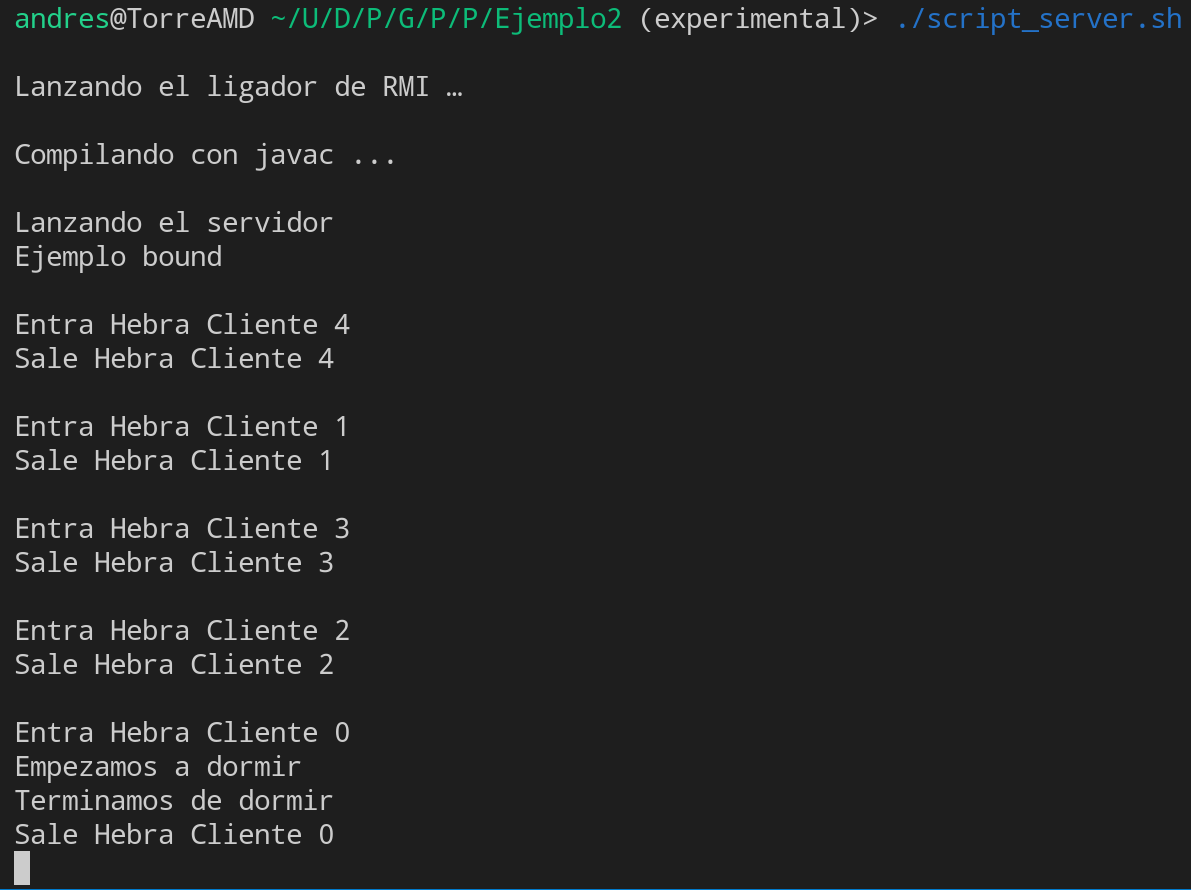 andres@TorreAMD ~/U/D/P/G/P/P/Ejemplo2 (experimental)> ./script_server.sh
Lanzando el ligador de RMI …
Compilando con javac ...
Lanzando el servidor
Ejemplo bound
Entra Hebra Cliente 4
Sale Hebra Cliente 4
Entra Hebra Cliente 1
Sale Hebra Cliente 1
Entra Hebra Cliente 3
Sale Hebra Cliente 3
Entra Hebra Cliente 2
Sale Hebra Cliente 2
Entra Hebra Cliente 0
Empezamos a dormir
Terminamos de dormir
Sale Hebra Cliente 0